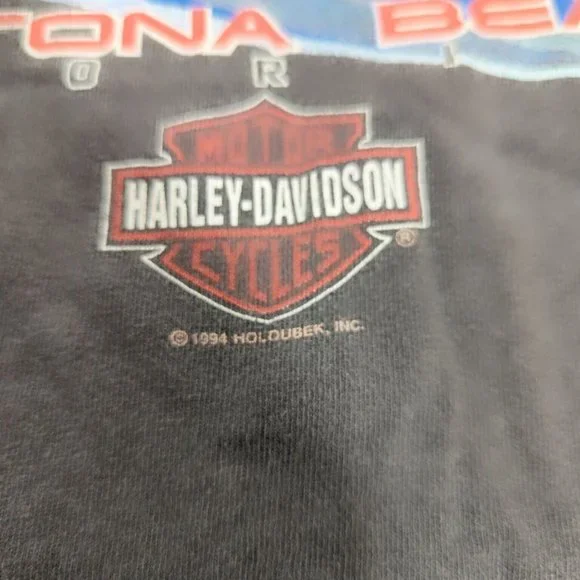 TONA BEA
O R I
MOTOR
HARLEY-DAVIDSON
CYCLES ®
© 1994 HOLOUBEK, INC.